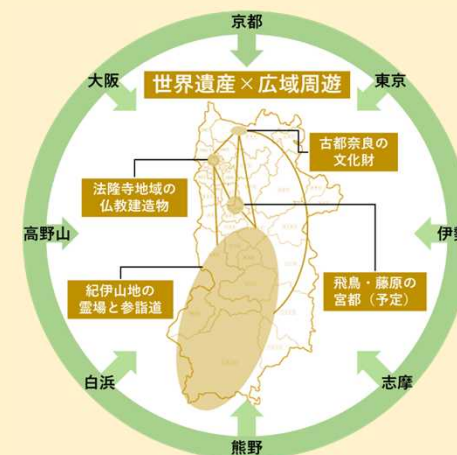 京都
大阪
東京
世界遺産×広域周遊
古都奈良の
文化財
法隆寺地域の
仏教建造物
高野山
伊勢
紀伊山地の
霊場と参詣道
飛鳥・藤原の
宮都（予定）
白浜
志摩
熊野